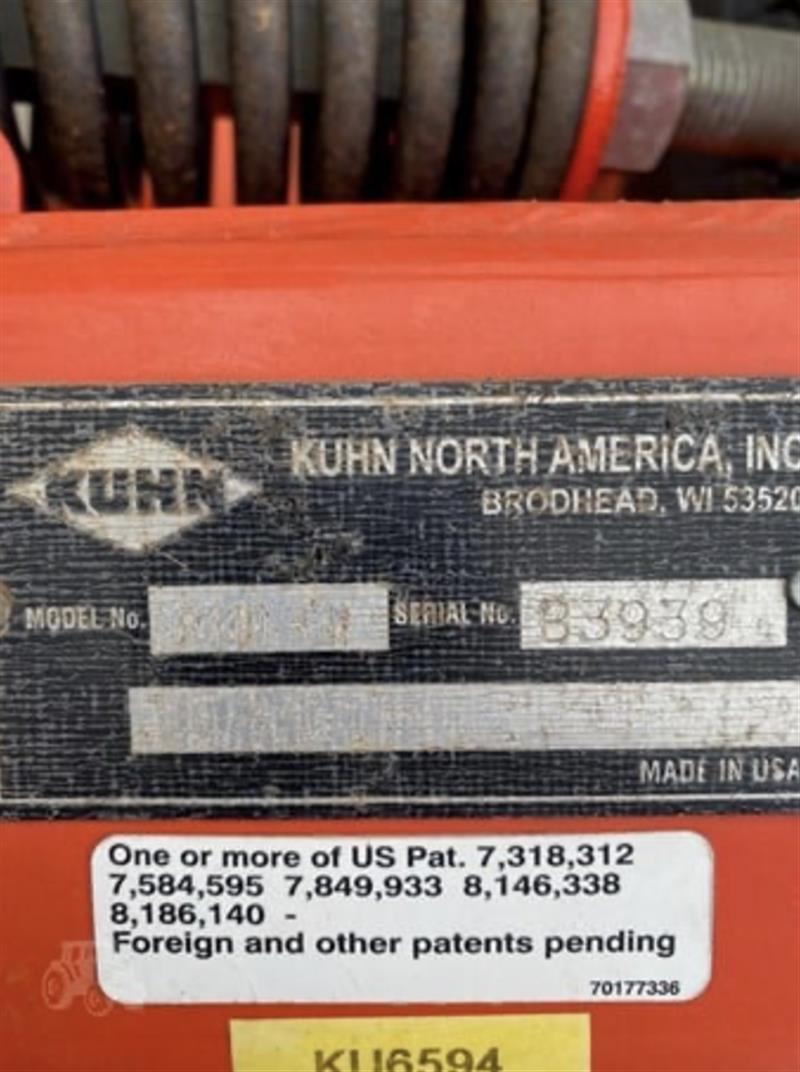 KUHN
KUHN NORTH AMERICA, INC
BRODHEAD, WI 53520
MODEL No.
SERIAL No. B3939
MADE IN USA
One or more of US Pat. 7,318,312
7,584,595 7,849,933 8,146,338
8,186,140 -
Foreign and other patents pending
70177336
KU6594